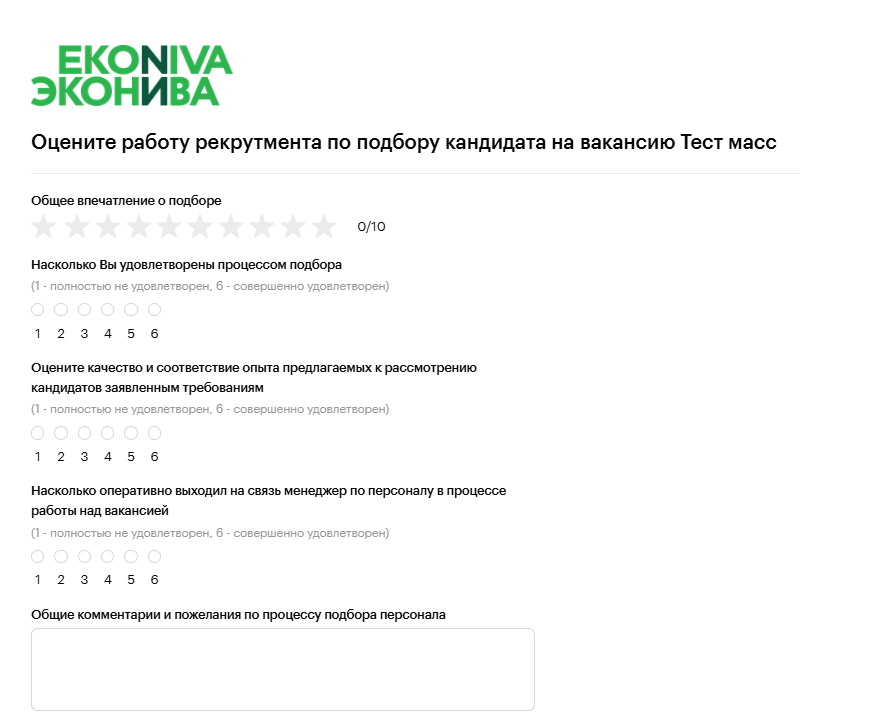 EKONIVA
ЭКОНИВА
Оцените работу рекрутмента по подбору кандидата на вакансию Тест масс
Общее впечатление о подборе
0/10
Насколько Вы удовлетворены процессом подбора
(1 - полностью не удовлетворен, 6 - совершенно удовлетворен)
1 2 3 4 5 6
Оцените качество и соответствие опыта предлагаемых к рассмотрению
кандидатов заявленным требованиям
(1 - полностью не удовлетворен, 6 - совершенно удовлетворен)
1 2 3 4 5 6
Насколько оперативно выходил на связь менеджер по персоналу в процессе
работы над вакансией
(1 - полностью не удовлетворен, 6 - совершенно удовлетворен)
1 2 3 4 5 6
Общие комментарии и пожелания по процессу подбора персонала